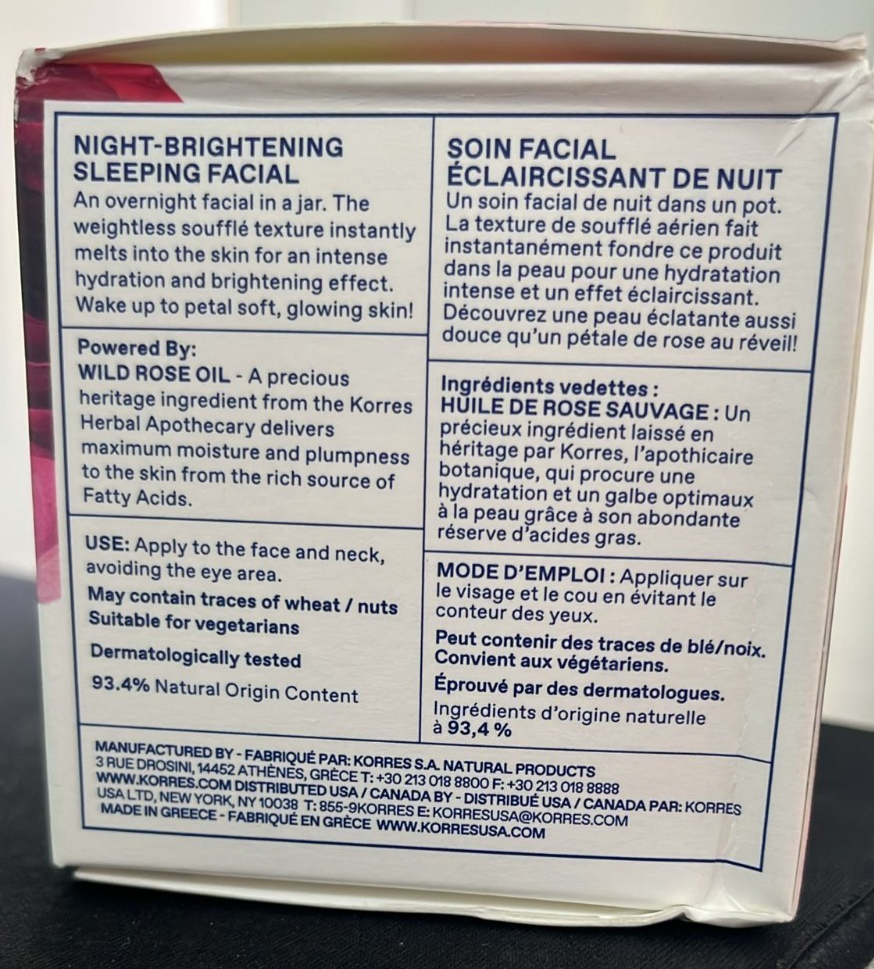 NIGHT-BRIGHTENING
SLEEPING FACIAL
An overnight facial in a jar. The
weightless soufflé texture instantly
melts into the skin for an intense
hydration and brightening effect.
Wake up to petal soft, glowing skin!
Powered By:
WILD ROSE OIL - A precious
heritage ingredient from the Korres
Herbal Apothecary delivers
maximum moisture and plumpness
to the skin from the rich source of
Fatty Acids.
USE: Apply to the face and neck,
avoiding the eye area.
May contain traces of wheat / nuts
Suitable for vegetarians
Dermatologically tested
93.4% Natural Origin Content
SOIN FACIAL
ÉCLAIRCISSANT DE NUIT
Un soin facial de nuit dans un pot.
La texture de soufflé aérien fait
instantanément fondre ce produit
dans la peau pour une hydratation
intense et un effet éclaircissant.
Découvrez une peau éclatante aussi
douce qu'un pétale de rose au réveil!
Ingrédients vedettes :
HUILE DE ROSE SAUVAGE : Un
précieux ingrédient laissé en
héritage par Korres, l'apothicaire
botanique, qui procure une
hydratation et un galbe optimaux
à la peau grâce à son abondante
réserve d'acides gras.
MODE D'EMPLOI : Appliquer sur
le visage et le cou en évitant le
conteur des yeux.
Peut contenir des traces de blé/noix.
Convient aux végétariens.
Éprouvé par des dermatologues.
Ingrédients d'origine naturelle
à 93,4 %
MANUFACTURED BY - FABRIQUÉ PAR: KORRES S.A. NATURAL PRODUCTS
3 RUE DROSINI, 14452 ATHÈNES, GRÈCE T: +30 213 018 8800 F: +30 213 018 8888
WWW.KORRES.COM DISTRIBUTED USA / CANADA BY - DISTRIBUÉ USA / CANADA PAR: KORRES
USA LTD, NEW YORK, NY 10038 T: 855-9KORRES E: KORRESUSA@KORRES.COM
MADE IN GREECE - FABRIQUÉ EN GRÈCE WWW.KORRESUSA.COM